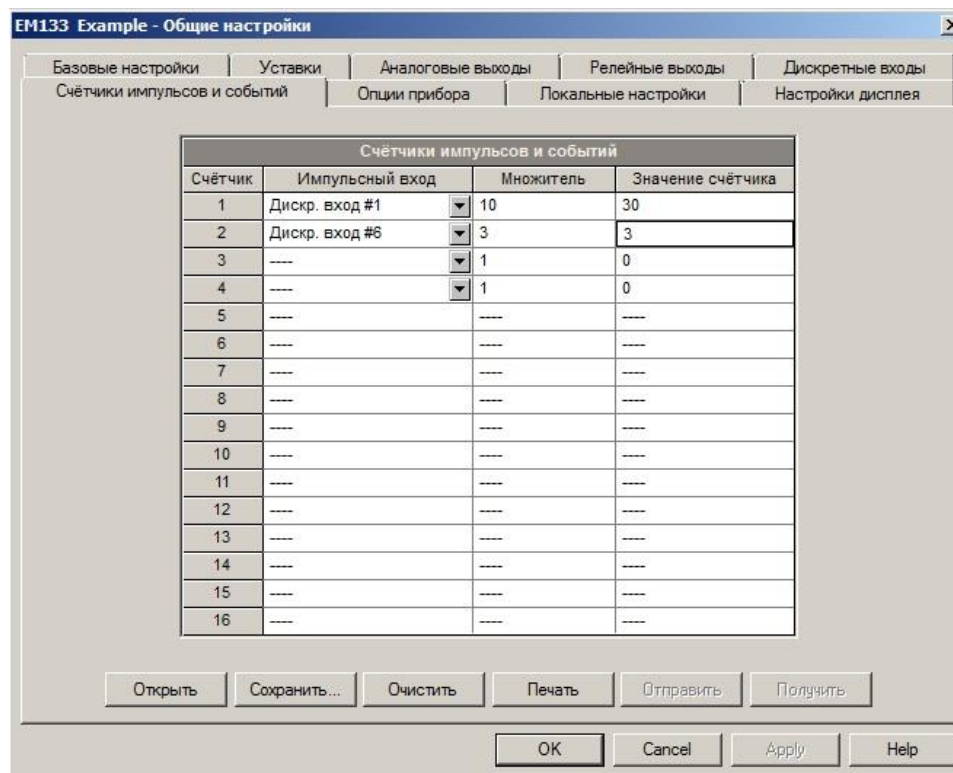 EM133 Example - Общие настройки
Базовые настройки Уставки Аналоговые выходы Релейные выходы Дискретные входы
Счётчики импульсов и событий Опции прибора Локальные настройки Настройки дисплея
Счётчики импульсов и событий
Счётчик Импульсный вход Множитель Значение счётчика
1 Дискр. вход #1 10 30
2 Дискр. вход #6 3 3
3 ---- 1 0
4 ---- 1 0
5 ---- ---- ----
6 ---- ---- ----
7 ---- ---- ----
8 ---- ---- ----
9 ---- ---- ----
10 ---- ---- ----
11 ---- ---- ----
12 ---- ---- ----
13 ---- ---- ----
14 ---- ---- ----
15 ---- ---- ----
16 ---- ---- ----
Открыть Сохранить... Очистить Печать Отправить Получить
OK Cancel Apply Help